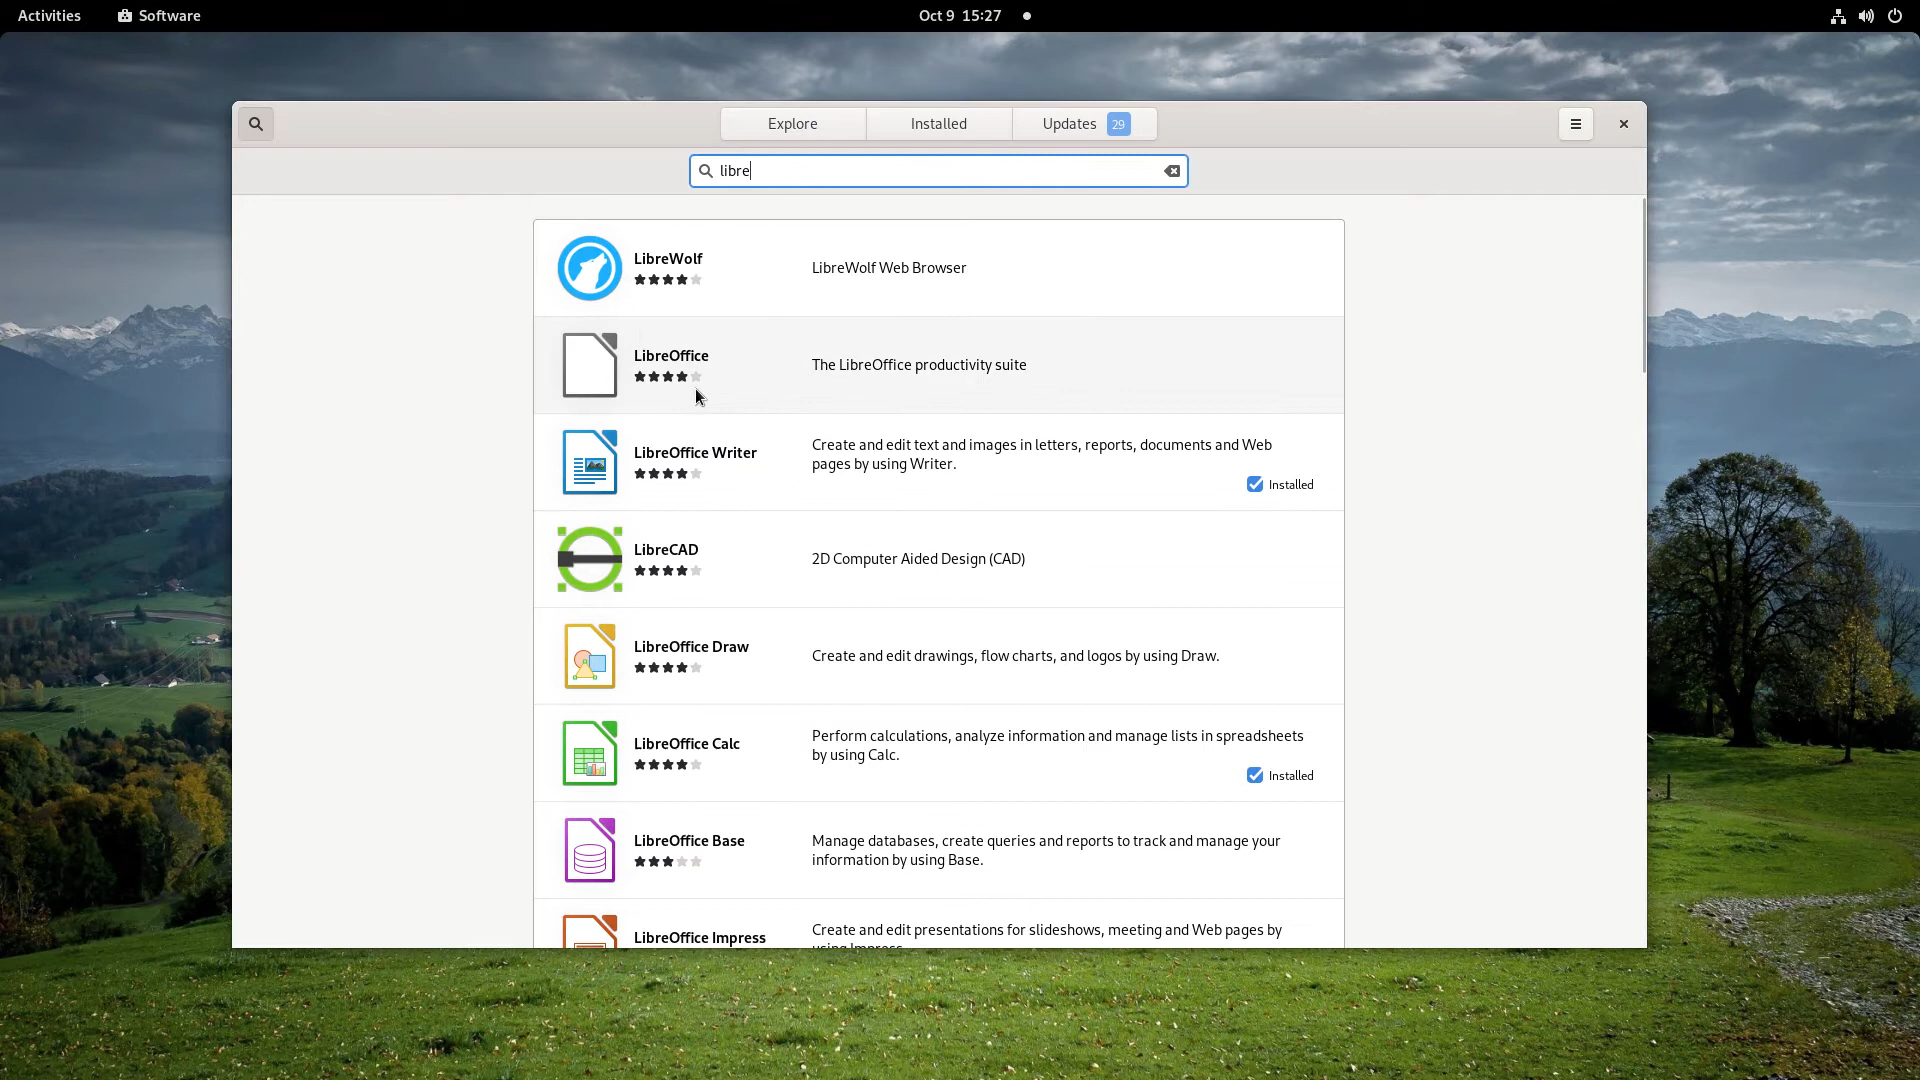 Activities
Software
Oct 9 15:27
Explore
Installed
Updates 29
libre
LibreWolf
LibreWolf Web Browser
LibreOffice
The LibreOffice productivity suite
LibreOffice Writer
Create and edit text and images in letters, reports, documents and Web
pages by using Writer.
Installed
LibreCAD
2D Computer Aided Design (CAD)
LibreOffice Draw
Create and edit drawings, flow charts, and logos by using Draw.
LibreOffice Calc
Perform calculations, analyze information and manage lists in spreadsheets
by using Calc.
Installed
LibreOffice Base
Manage databases, create queries and reports to track and manage your
information by using Base.
LibreOffice Impress
Create and edit presentations for slideshows, meeting and Web pages by
using Impress.